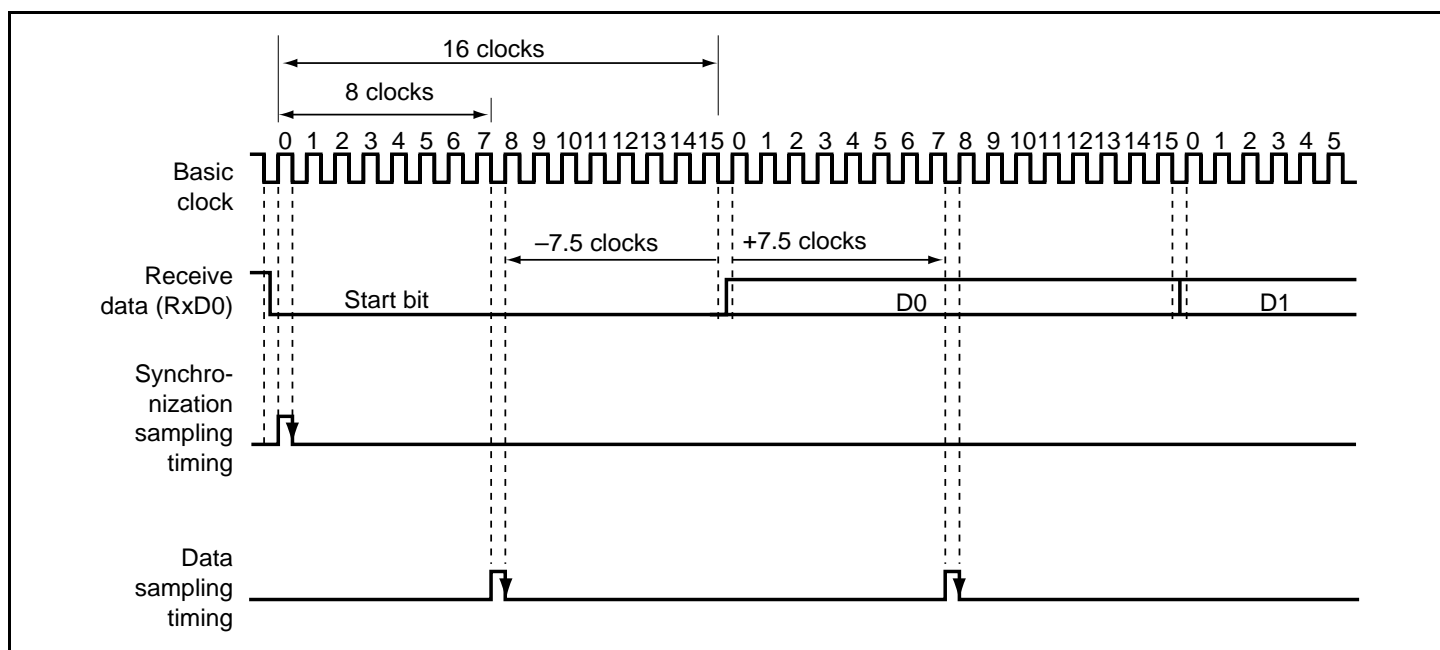 16 clocks
8 clocks
0 1 2 3 4 5 6 7 8 9 10 11 12 13 14 15 0 1 2 3 4 5 6 7 8 9 10 11 12 13 14 15 0 1 2 3 4 5
Basic
clock
–7.5 clocks
+7.5 clocks
Receive
data (RxD0)
Start bit
D0
D1
Synchro-
nization
sampling
timing
Data
sampling
timing